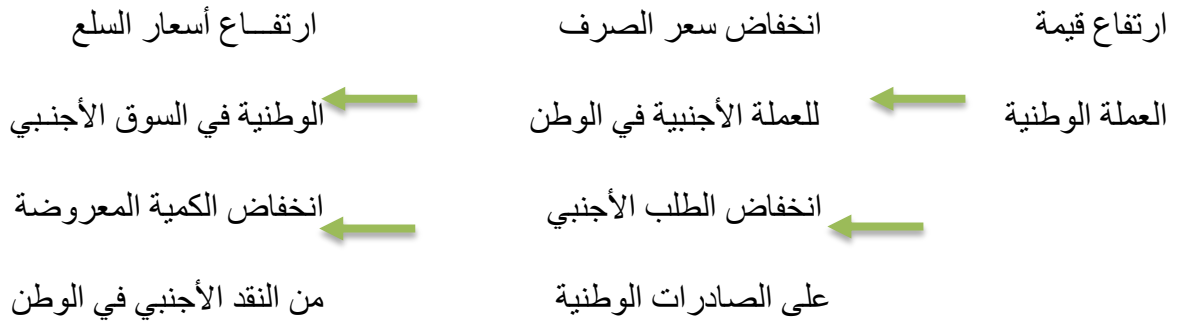 ارتفاع قيمة انخفاض سعر الصرف ارتفـــاع أسعار السلع
العملة الوطنية للعملة الأجنبية في الوطن الوطنية في السوق الأجنـبي
انخفاض الطلب الأجنبي انخفاض الكمية المعروضة
على الصادرات الوطنية من النقد الأجنبي في الوطن